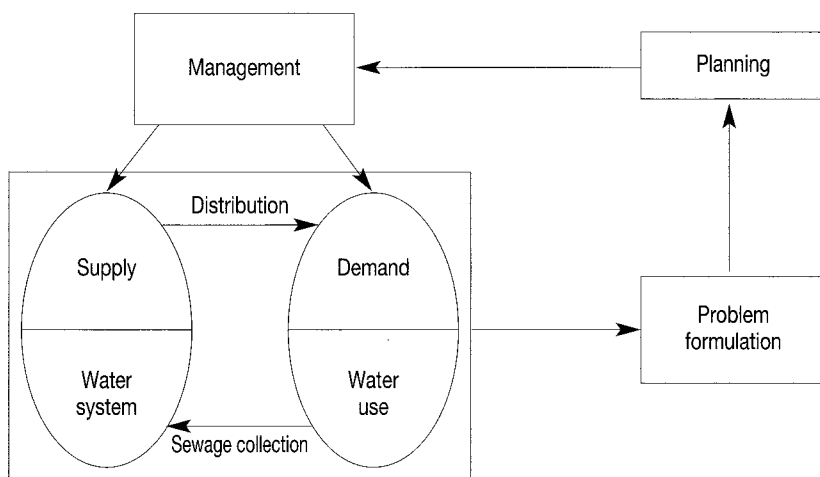 Management
Planning
Distribution
Supply
Demand
Problem
formulation
Water
system
Water
use
Sewage collection